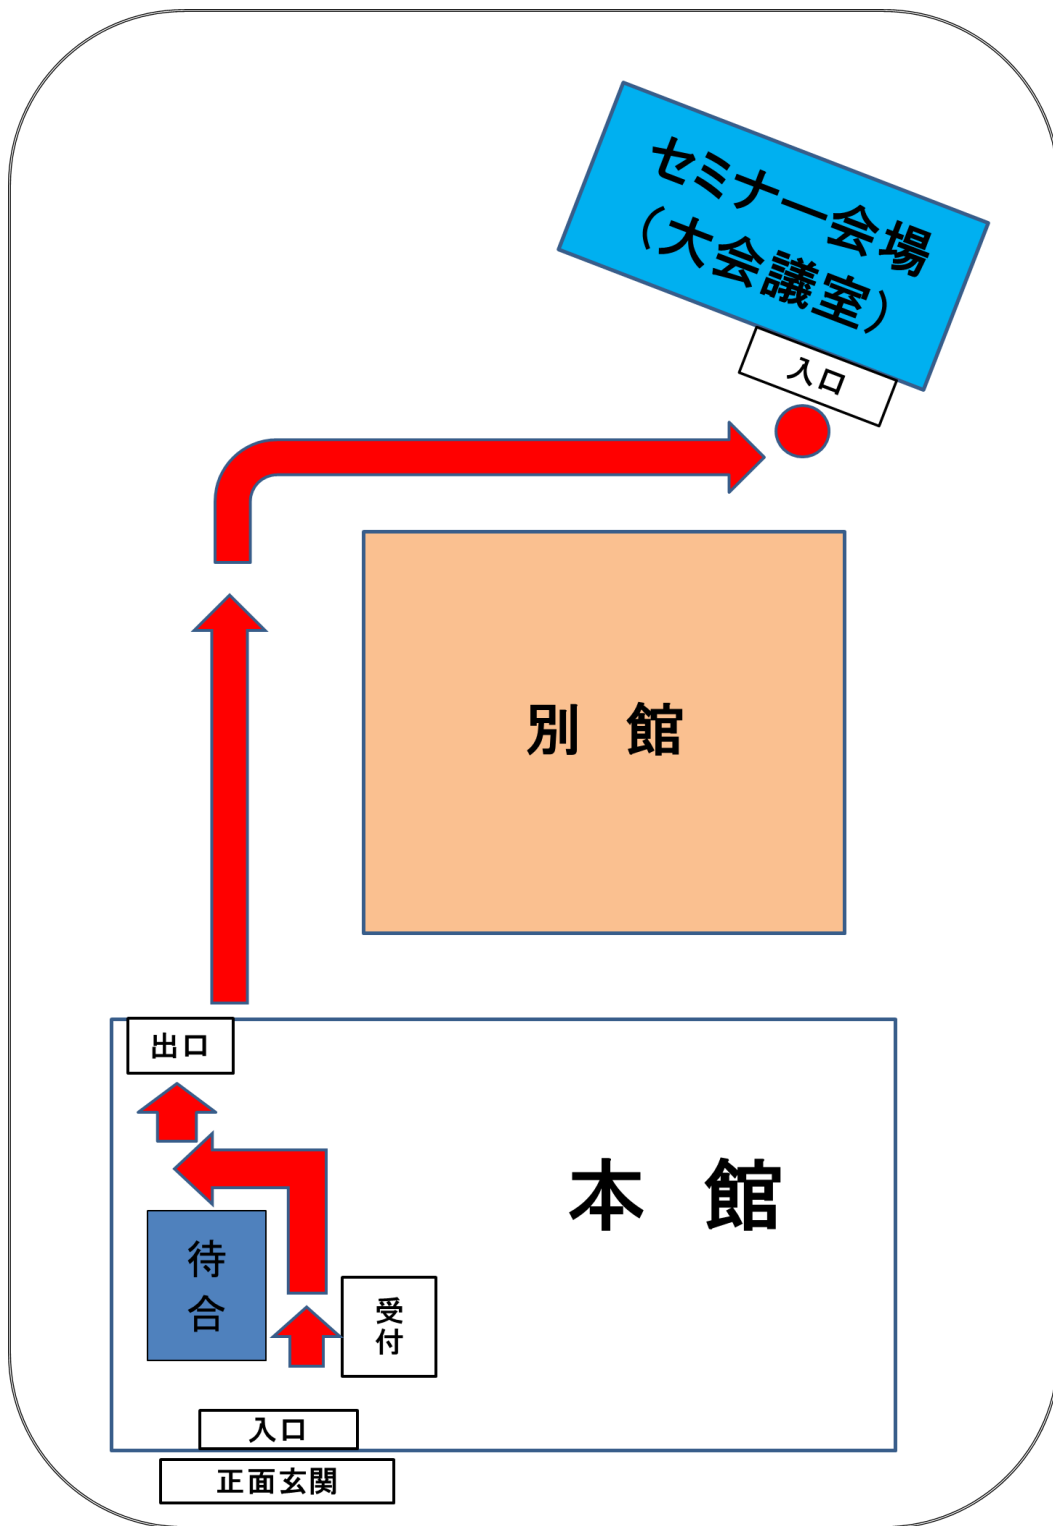 セミナー会場
（大会議室）
入口
別 館
出口
本 館
待
合
受
付
入口
正面玄関